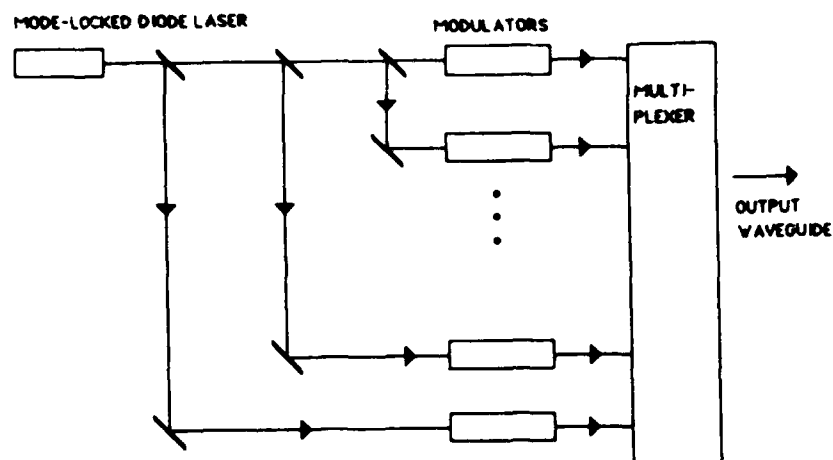 MODE-LOCKED DIODE LASER
MODULATORS
MULTI-
PLEXER
OUTPUT
WAVEGUIDE